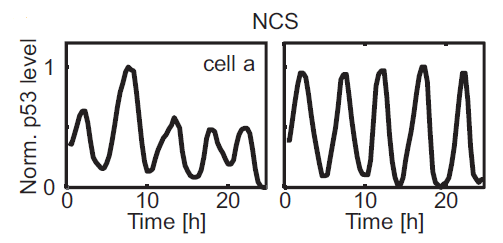 NCS
Norm. p53 level
1
0
cell a
0 10 20
0 10 20
Time [h]
Time [h]